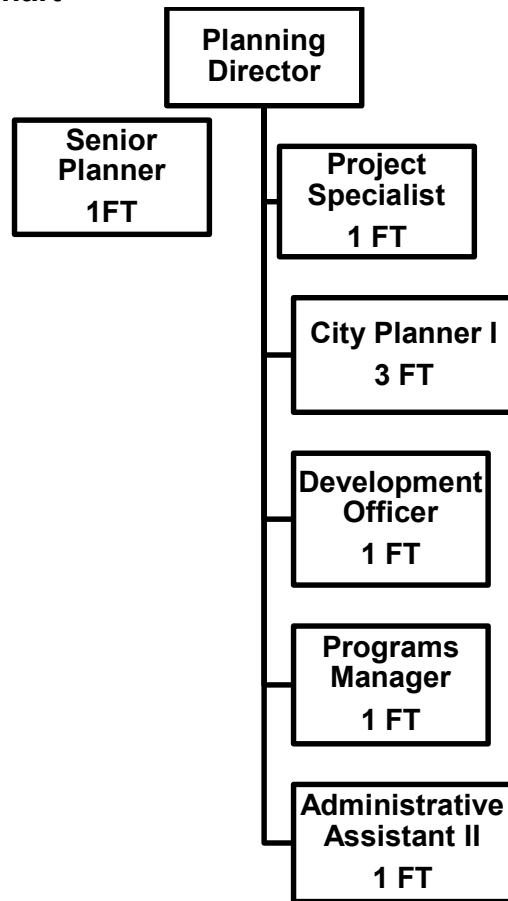 Planning
Director
Senior
Planner
1FT
Project
Specialist
1 FT
City Planner I
3 FT
Development
Officer
1 FT
Programs
Manager
1 FT
Administrative
Assistant II
1 FT